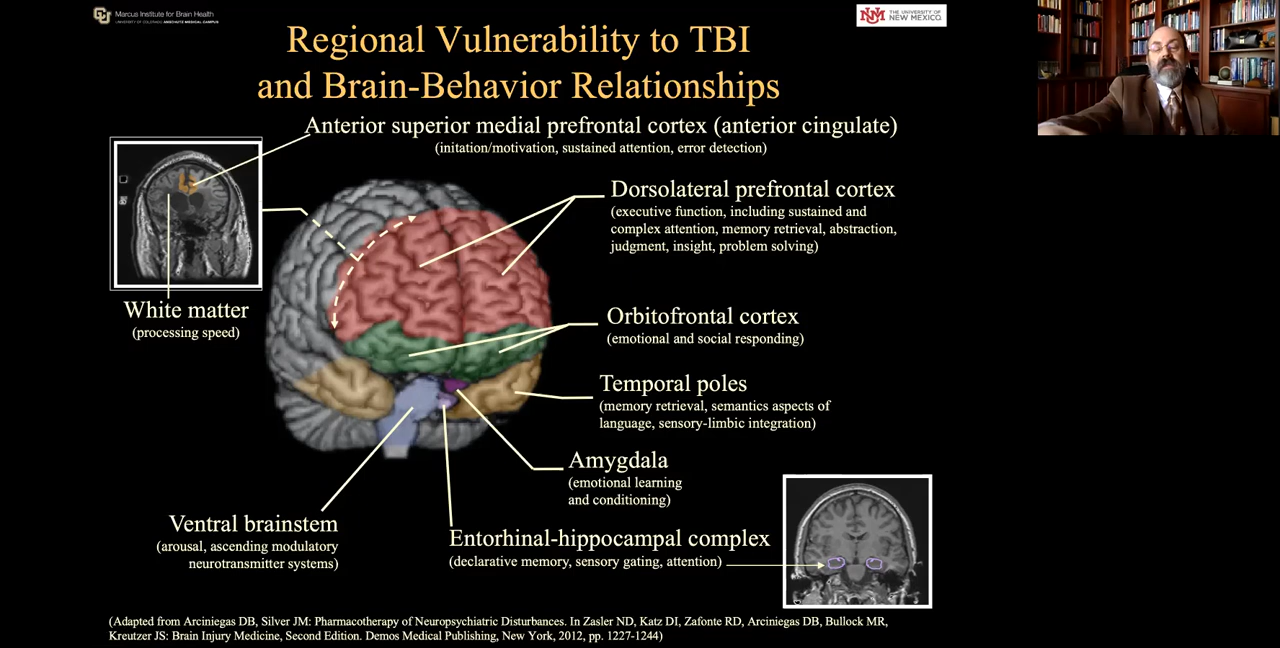 Marcus Institute for Brain Health
UNIVERSITY OF COLORADO ANSCHUTZ MEDICAL CAMPUS
THE UNIVERSITY OF
NEW MEXICO
Regional Vulnerability to TBI
and Brain-Behavior Relationships
Anterior superior medial prefrontal cortex (anterior cingulate)
(initation/motivation, sustained attention, error detection)
Dorsolateral prefrontal cortex
(executive function, including sustained and
complex attention, memory retrieval, abstraction,
judgment, insight, problem solving)
White matter
(processing speed)
Orbitofrontal cortex
(emotional and social responding)
Temporal poles
(memory retrieval, semantics aspects of
language, sensory-limbic integration)
Amygdala
(emotional learning
and conditioning)
Ventral brainstem
(arousal, ascending modulatory
neurotransmitter systems)
Entorhinal-hippocampal complex
(declarative memory, sensory gating, attention)
(Adapted from Arciniegas DB, Silver JM: Pharmacotherapy of Neuropsychiatric Disturbances. In Zasler ND, Katz DI, Zafonte RD, Arciniegas DB, Bullock MR,
Kreutzer JS: Brain Injury Medicine, Second Edition. Demos Medical Publishing, New York, 2012, pp. 1227-1244)